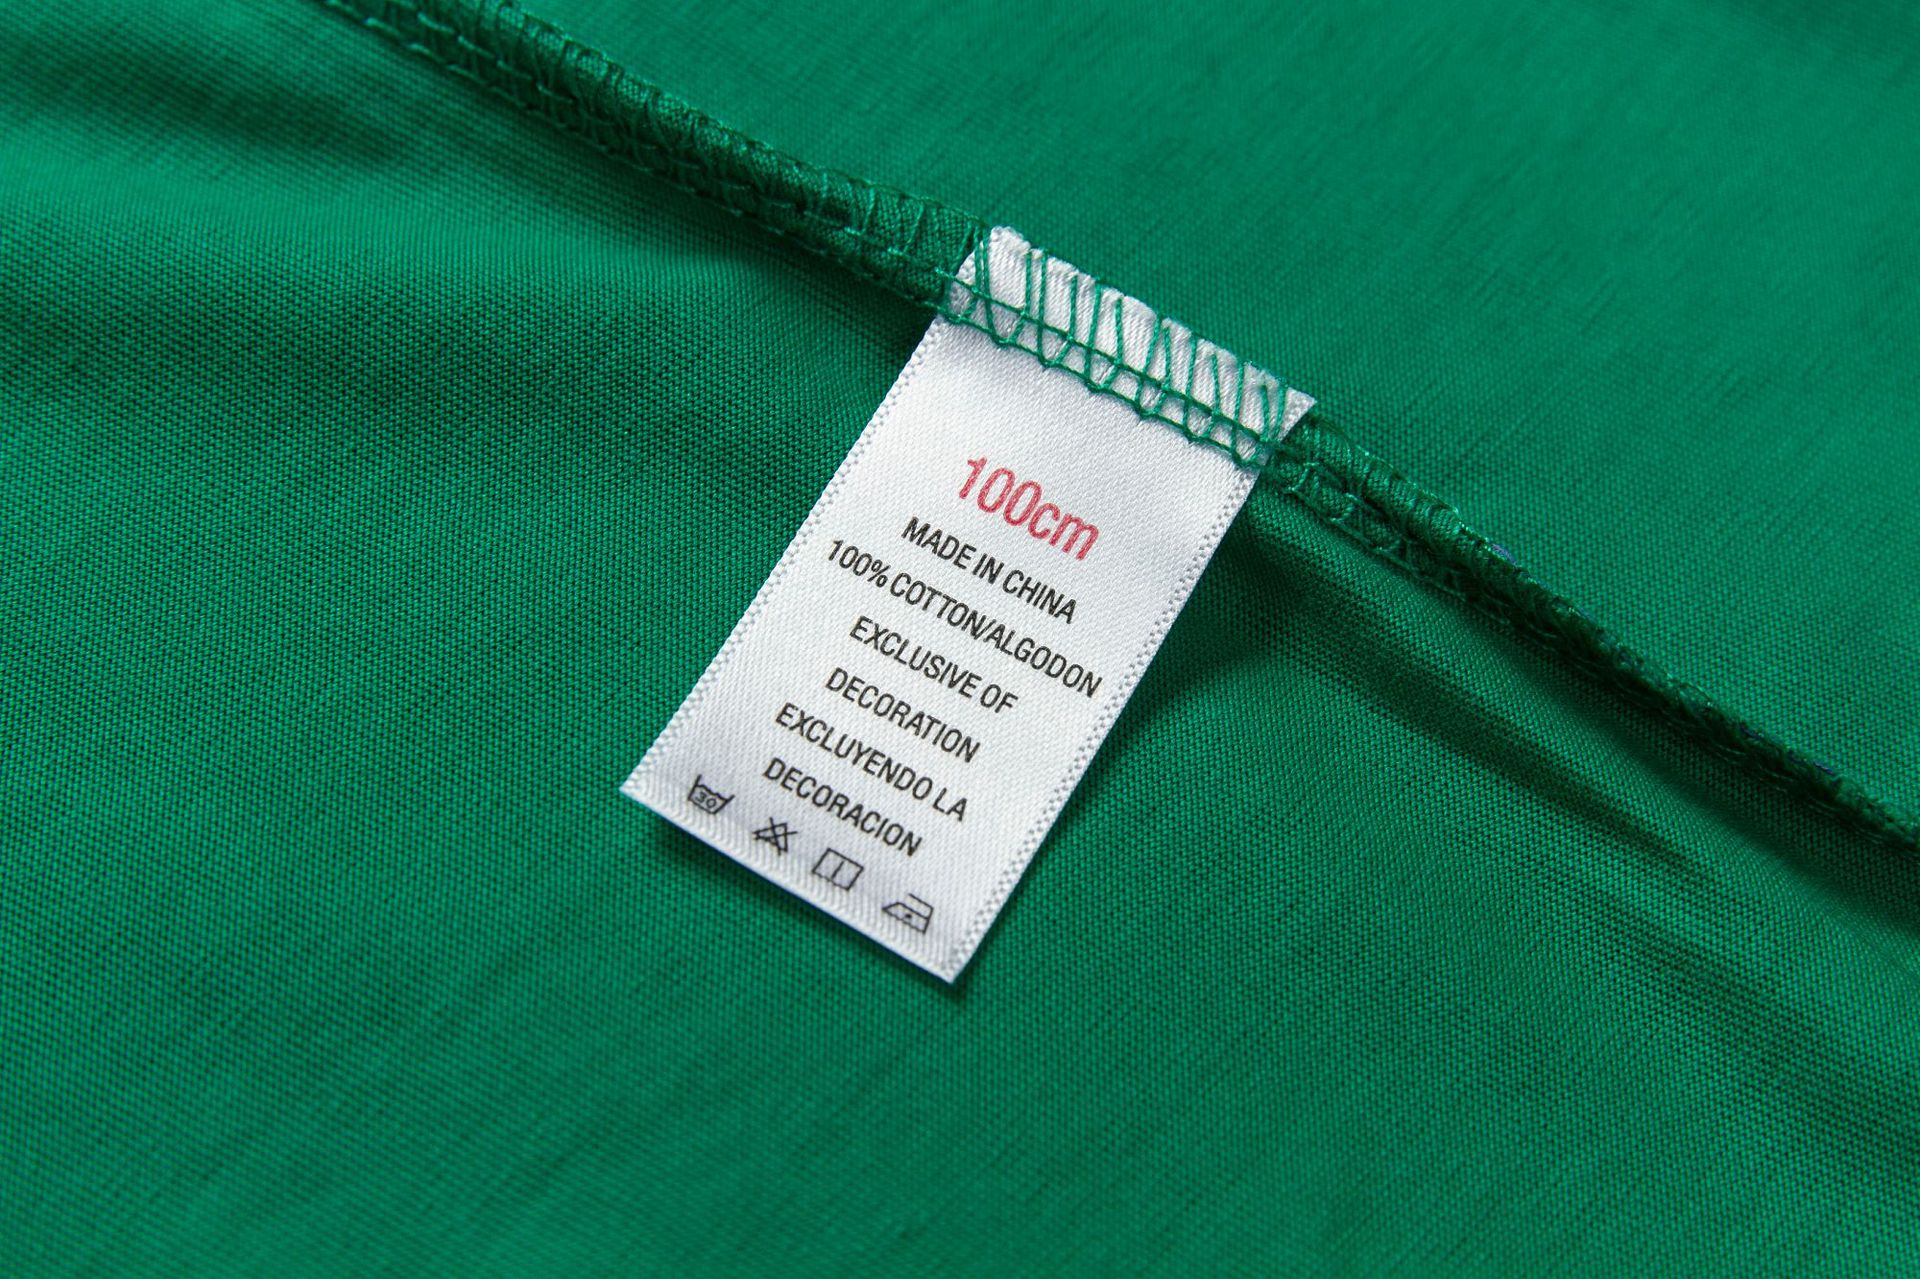 100cm
MADE IN CHINA
100% COTTON/ALGODON
EXCLUSIVE OF
DECORATION
EXCLUYENDO LA
DECORACION
30